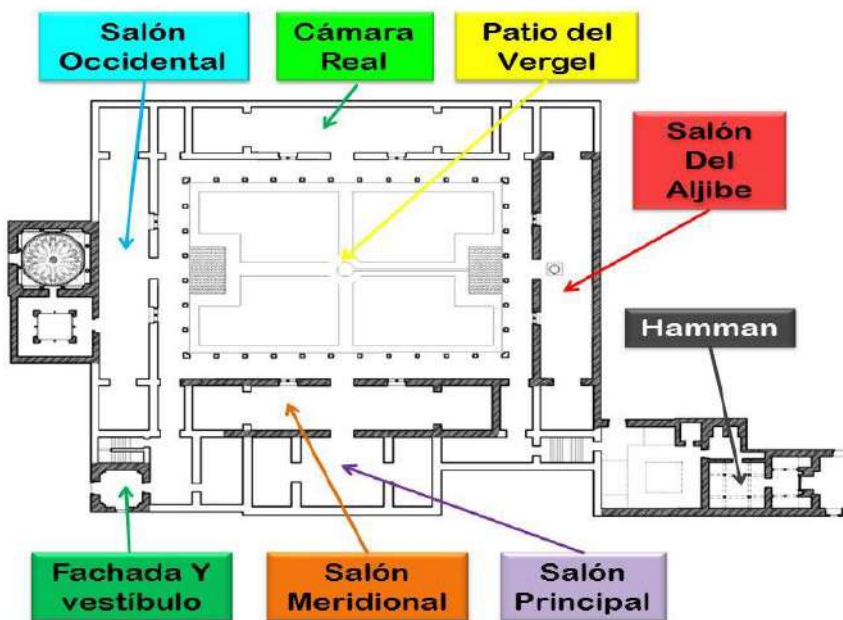 Salón
Occidental
Cámara
Real
Patio del
Vergel
Salón
Del
Aljibe
Hamman
Fachada Y
vestíbulo
Salón
Meridional
Salón
Principal